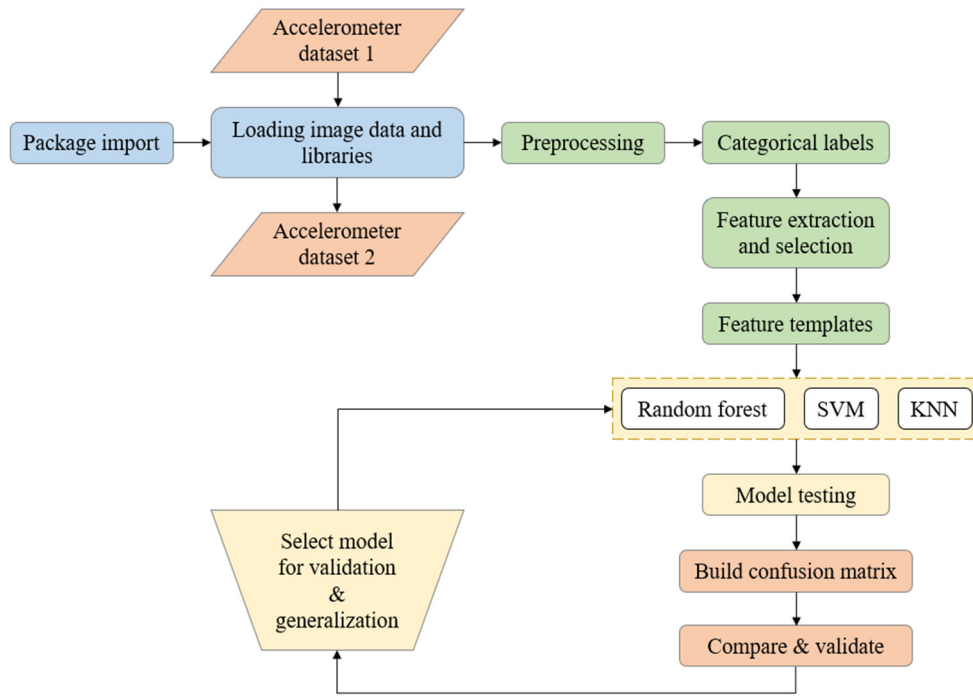 Accelerometer
dataset 1
Package import
Loading image data and
libraries
Preprocessing
Categorical labels
Accelerometer
dataset 2
Feature extraction
and selection
Feature templates
Random forest
SVM
KNN
Model testing
Select model
for validation
&
generalization
Build confusion matrix
Compare & validate